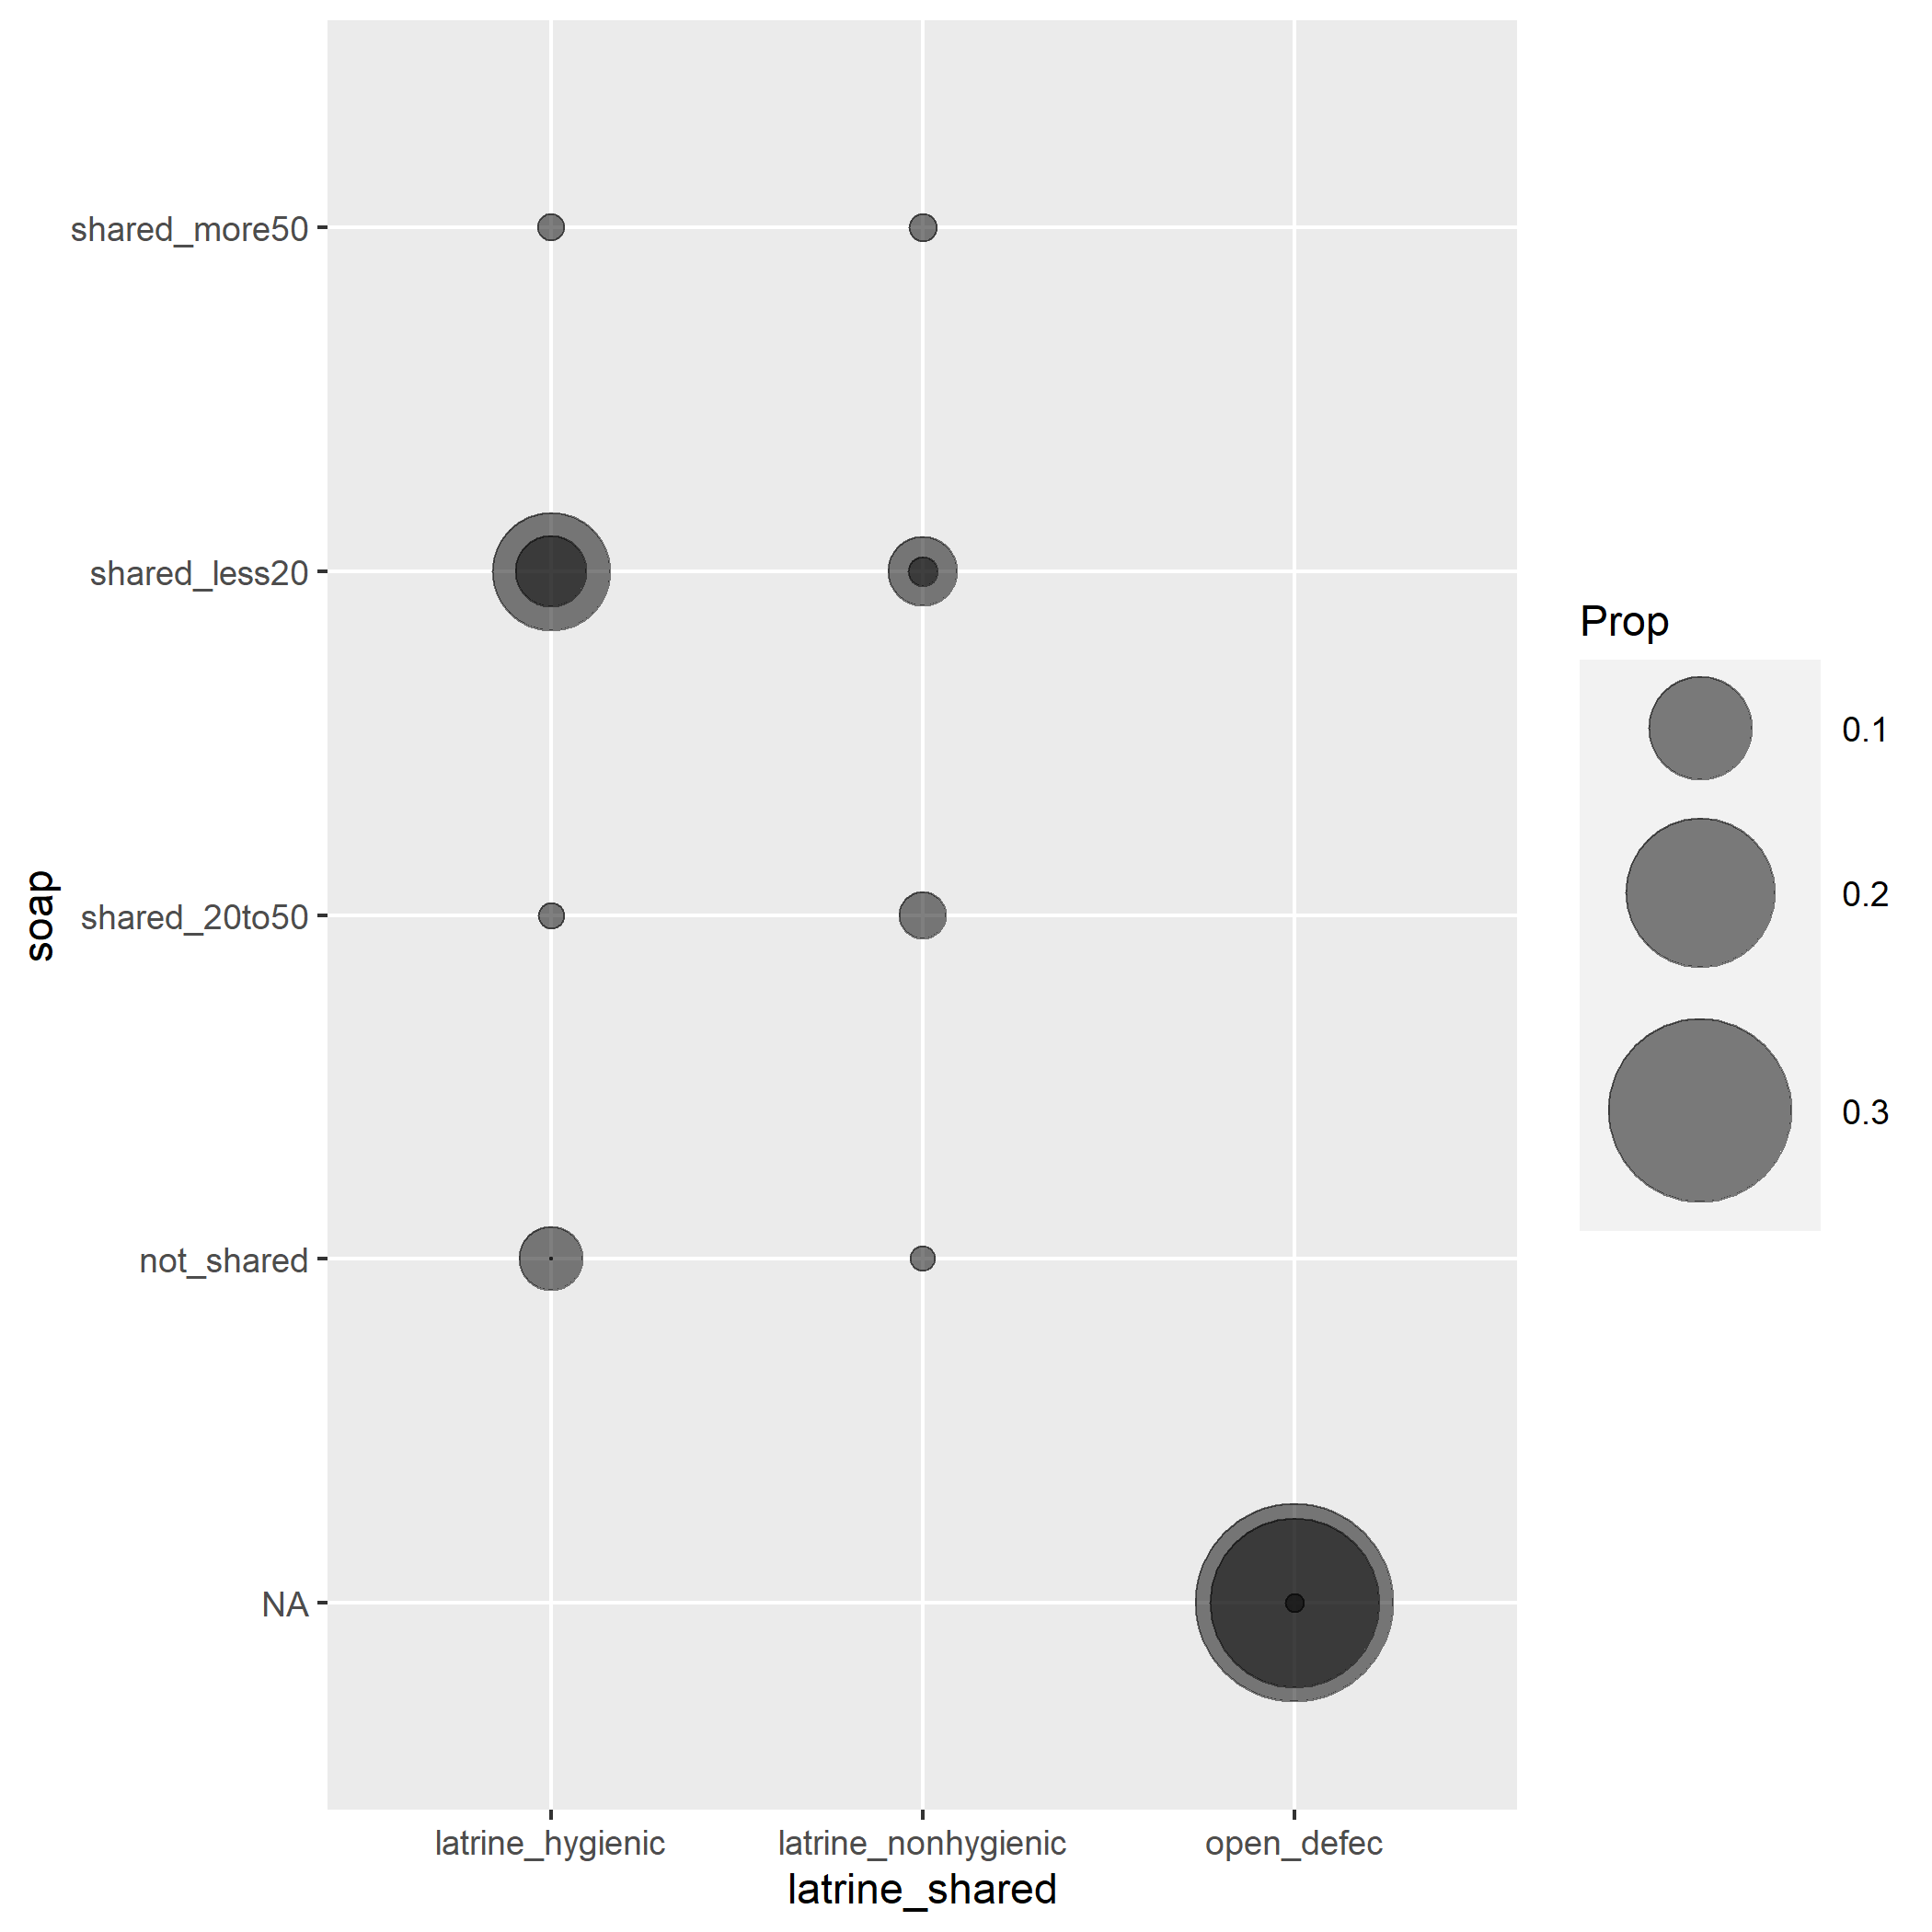 soap
shared_more50
shared_less20
shared_20to50
not_shared
NA
latrine_hygienic
latrine_nonhygienic
open_defec
latrine_shared
Prop
0.1
0.2
0.3